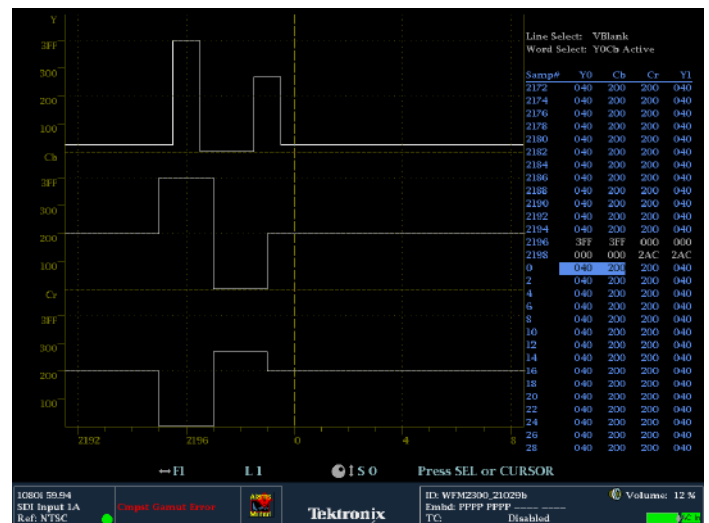 Y
3FF
300
200
100
Cb
3FF
300
200
100
Cr
3FF
300
200
100
2192 2196 0 4 8
Line Select: VBlank
Word Select: Y0Cb Active
Samp# Y0 Cb Cr Y1
2172 040 200 200 040
2174 040 200 200 040
2176 040 200 200 040
2178 040 200 200 040
2180 040 200 200 040
2182 040 200 200 040
2184 040 200 200 040
2186 040 200 200 040
2188 040 200 200 040
2190 040 200 200 040
2192 040 200 200 040
2194 040 200 200 040
2196 3FF 3FF 000 000
2198 000 000 2AC 2AC
0 040 200 200 040
2 040 200 200 040
4 040 200 200 040
6 040 200 200 040
8 040 200 200 040
10 040 200 200 040
12 040 200 200 040
14 040 200 200 040
16 040 200 200 040
18 040 200 200 040
20 040 200 200 040
22 040 200 200 040
24 040 200 200 040
26 040 200 200 040
28 040 200 200 040
F1 L 1 S 0 Press SEL or CURSOR
1080I 59.94
SDI Input 1A
Ref: NTSC
Cmpst Gamut Error
Alarms
Muted
Tektronix
ID: WFM2300_21029b
Embd: PPPP PPPP ---- ----
TC: Disabled
Volume: 12 %